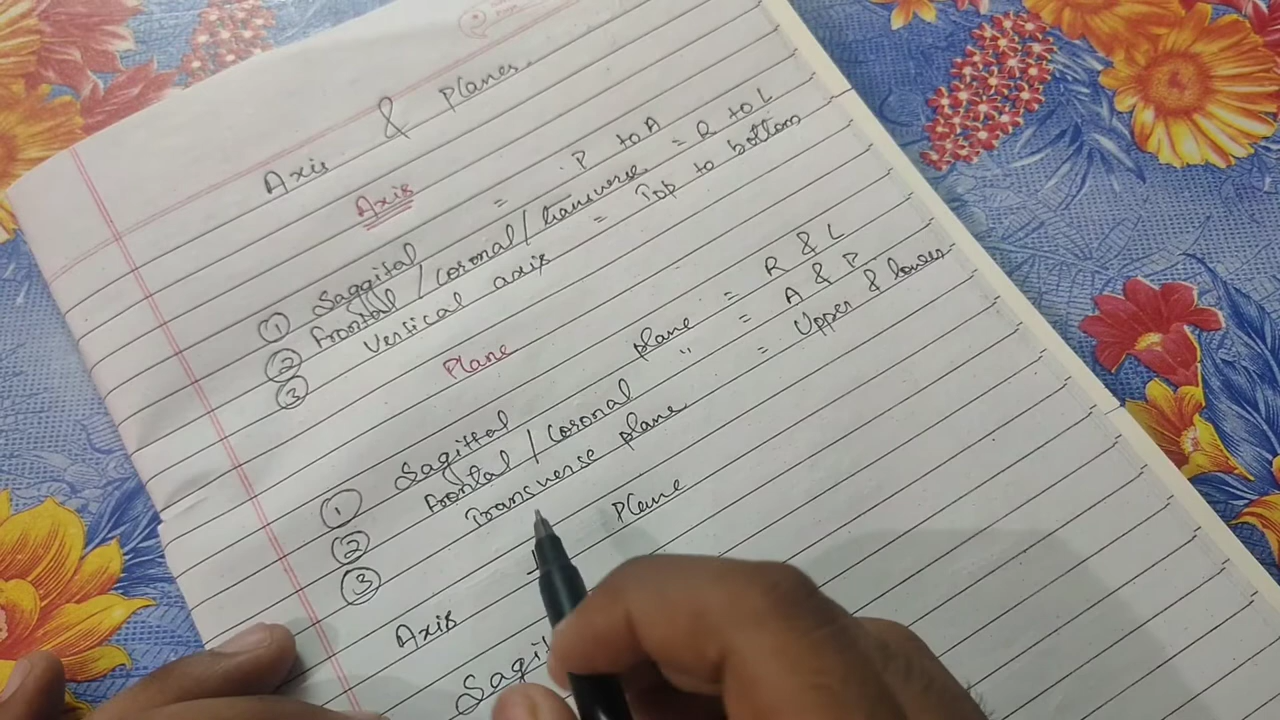 Axis & planes.
Axis
① Saggital = P to A
② Frontal / Coronal / transverse = R to L
③ Vertical axis = Top to bottom
Plane
① Sagittal plane = R & L
② Frontal / Coronal " = A & P
③ Transverse plane = Upper & lower
Axis Plane